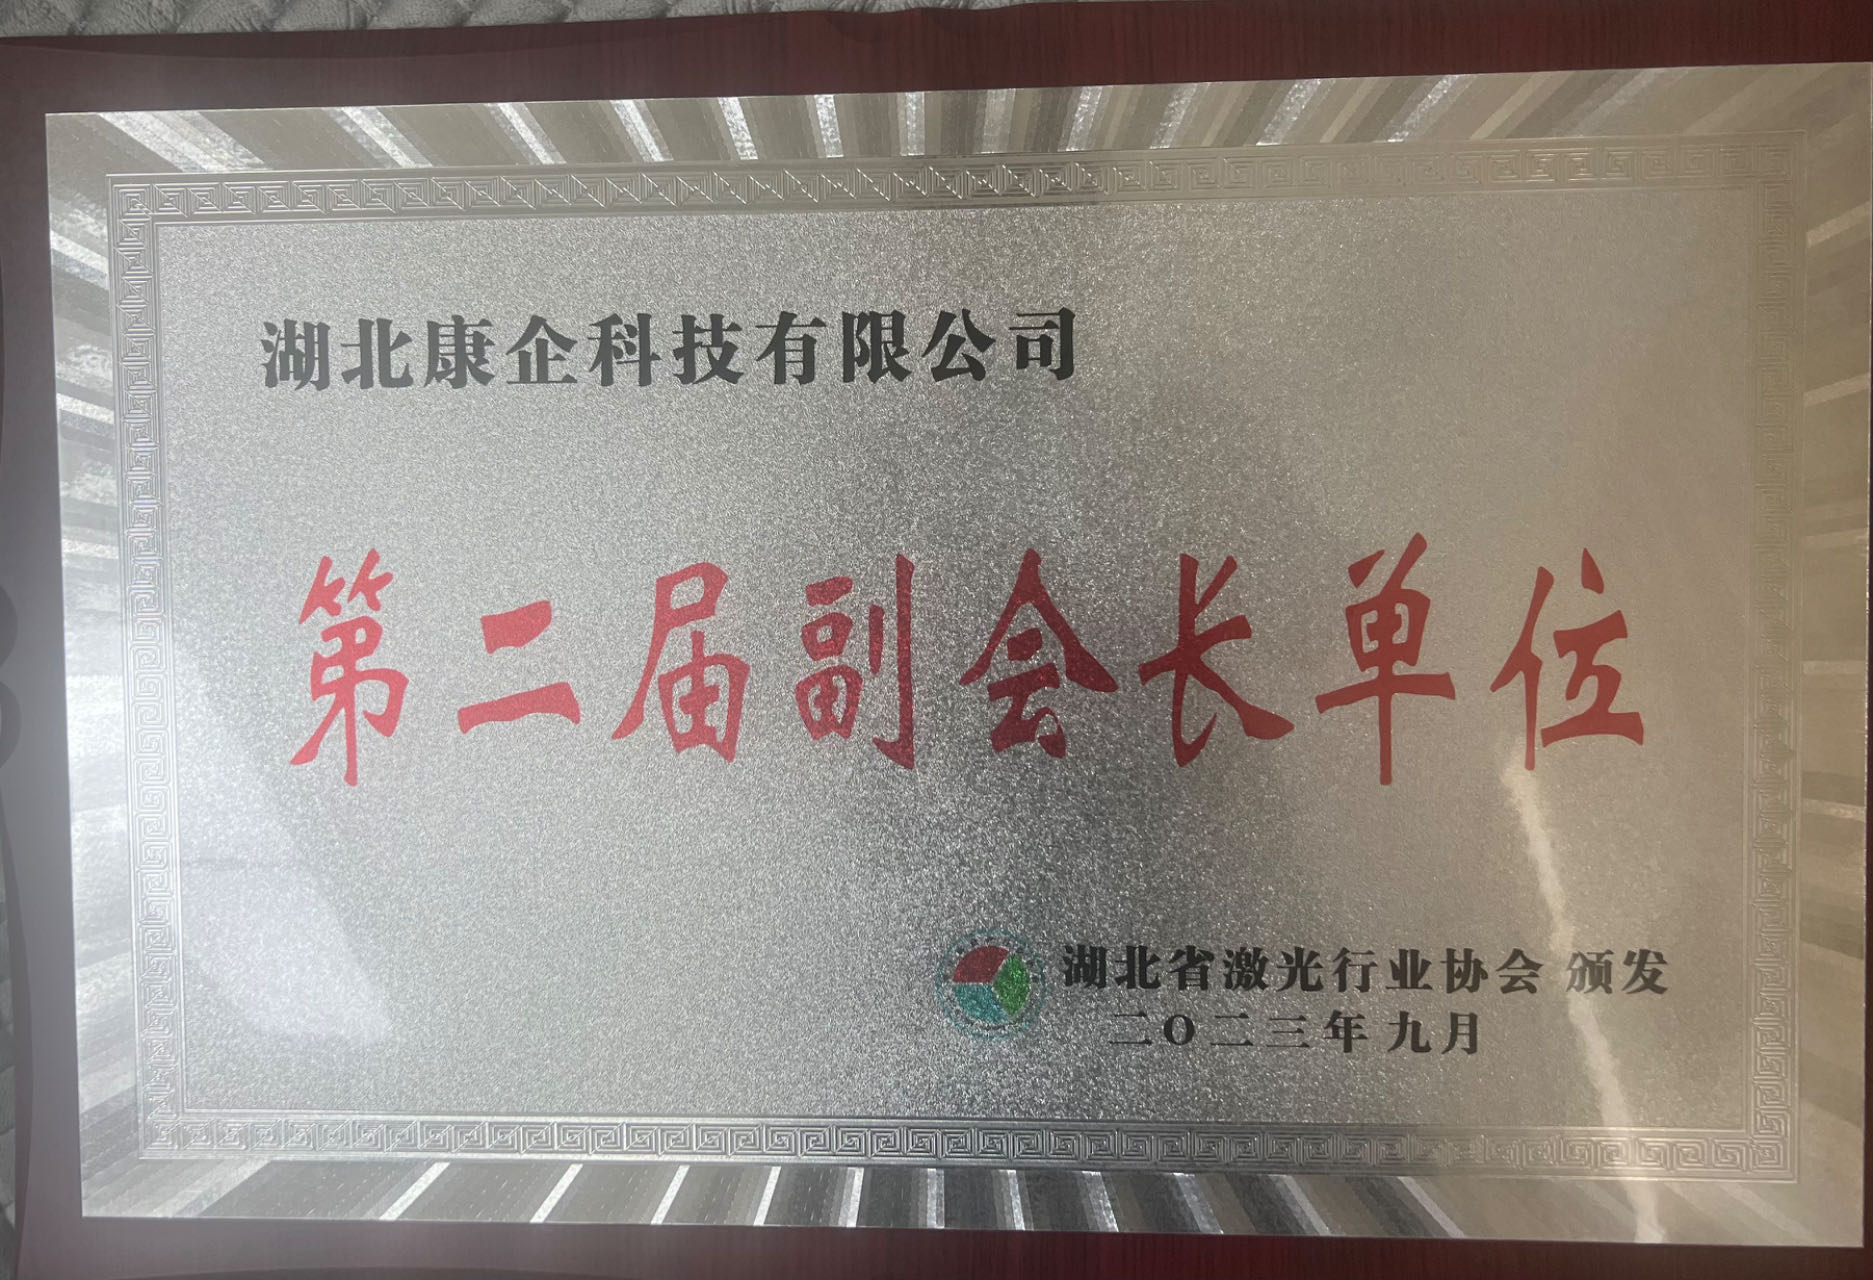 湖北康企科技有限公司
第二届副会长单位
湖北省激光行业协会 颁发
二O二三年九月